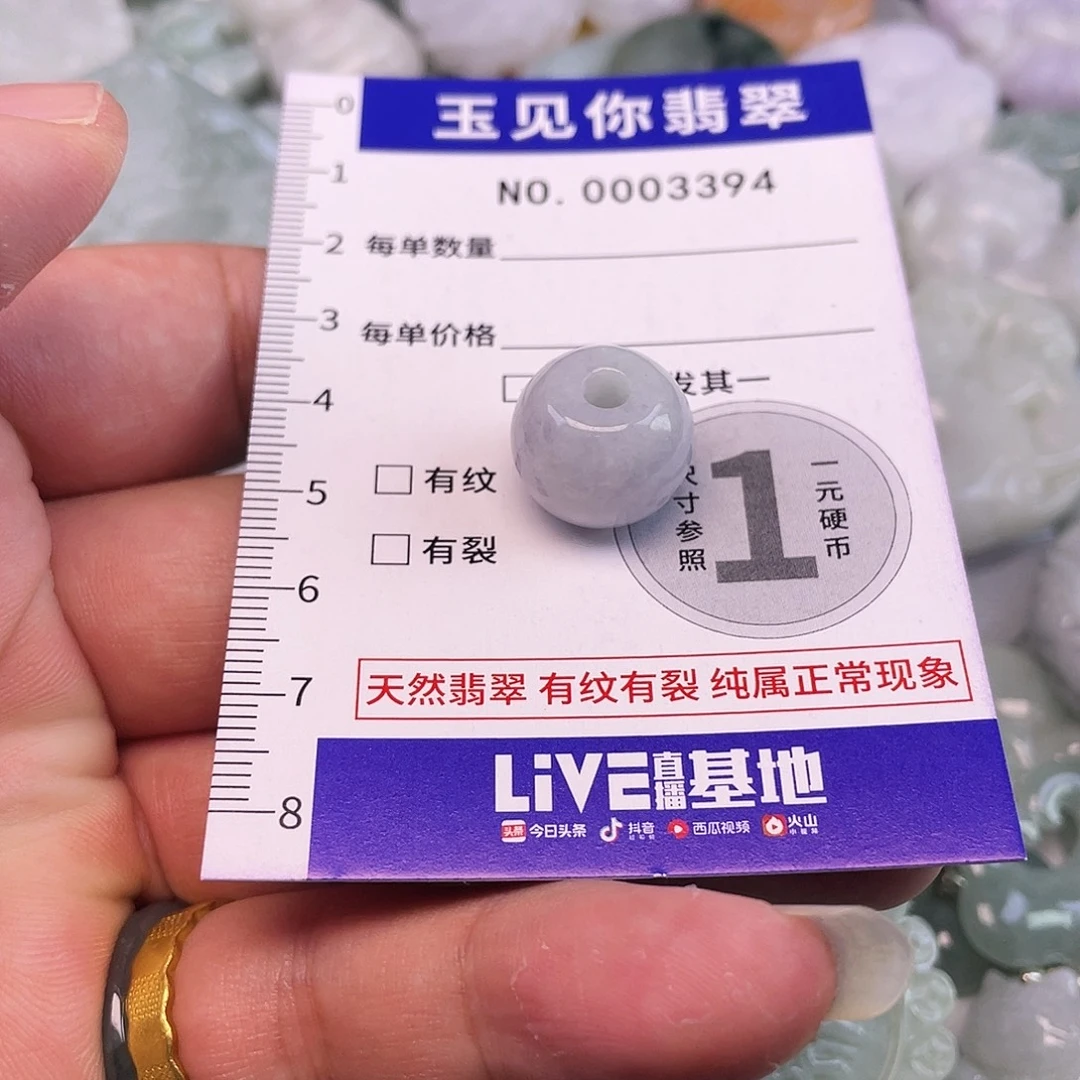 玉见你翡翠
NO. 0003394
0
1
2
3
4
5
6
7
8
每单数量
每单价格
发其一
有纹
有裂
尺寸参照
1
一元硬币
天然翡翠 有纹有裂 纯属正常现象
LiVE直播基地
头条 今日头条 抖音 西瓜视频 火山